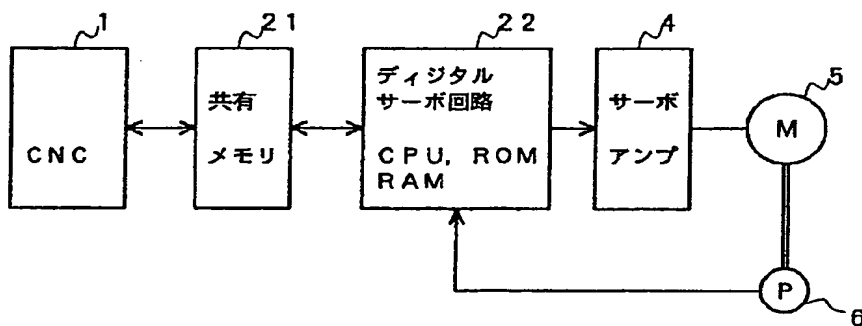 1
21
22
4
5
CNC
共有
メモリ
ディジタル
サーボ回路
CPU, ROM
RAM
サーボ
アンプ
M
P
6